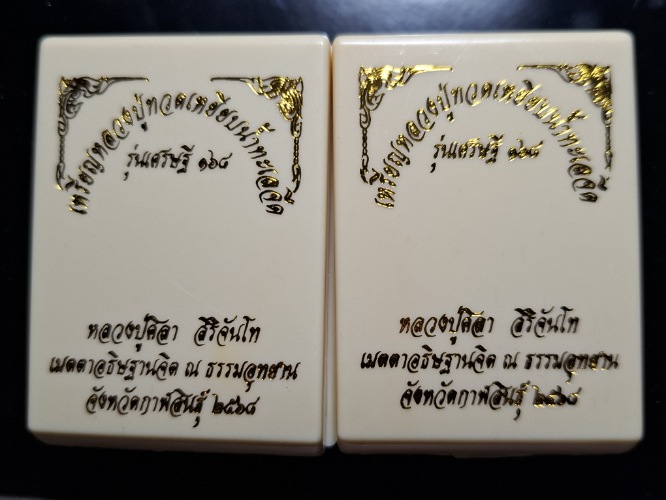 เหรียญหลวงปู่ทวดเหยียบน้ำทะเลจืด
รุ่นเศรษฐี ๑๖๘
หลวงปู่ศิลา สิริจันโท
เมตตาอธิษฐานจิต ณ ธรรมอุทยาน
จังหวัดกาฬสินธุ์ ๒๕๖๘
เหรียญหลวงปู่ทวดเหยียบน้ำทะเลจืด
รุ่นเศรษฐี ๑๖๘
หลวงปู่ศิลา สิริจันโท
เมตตาอธิษฐานจิต ณ ธรรมอุทยาน
จังหวัดกาฬสินธุ์ ๒๕๖๘